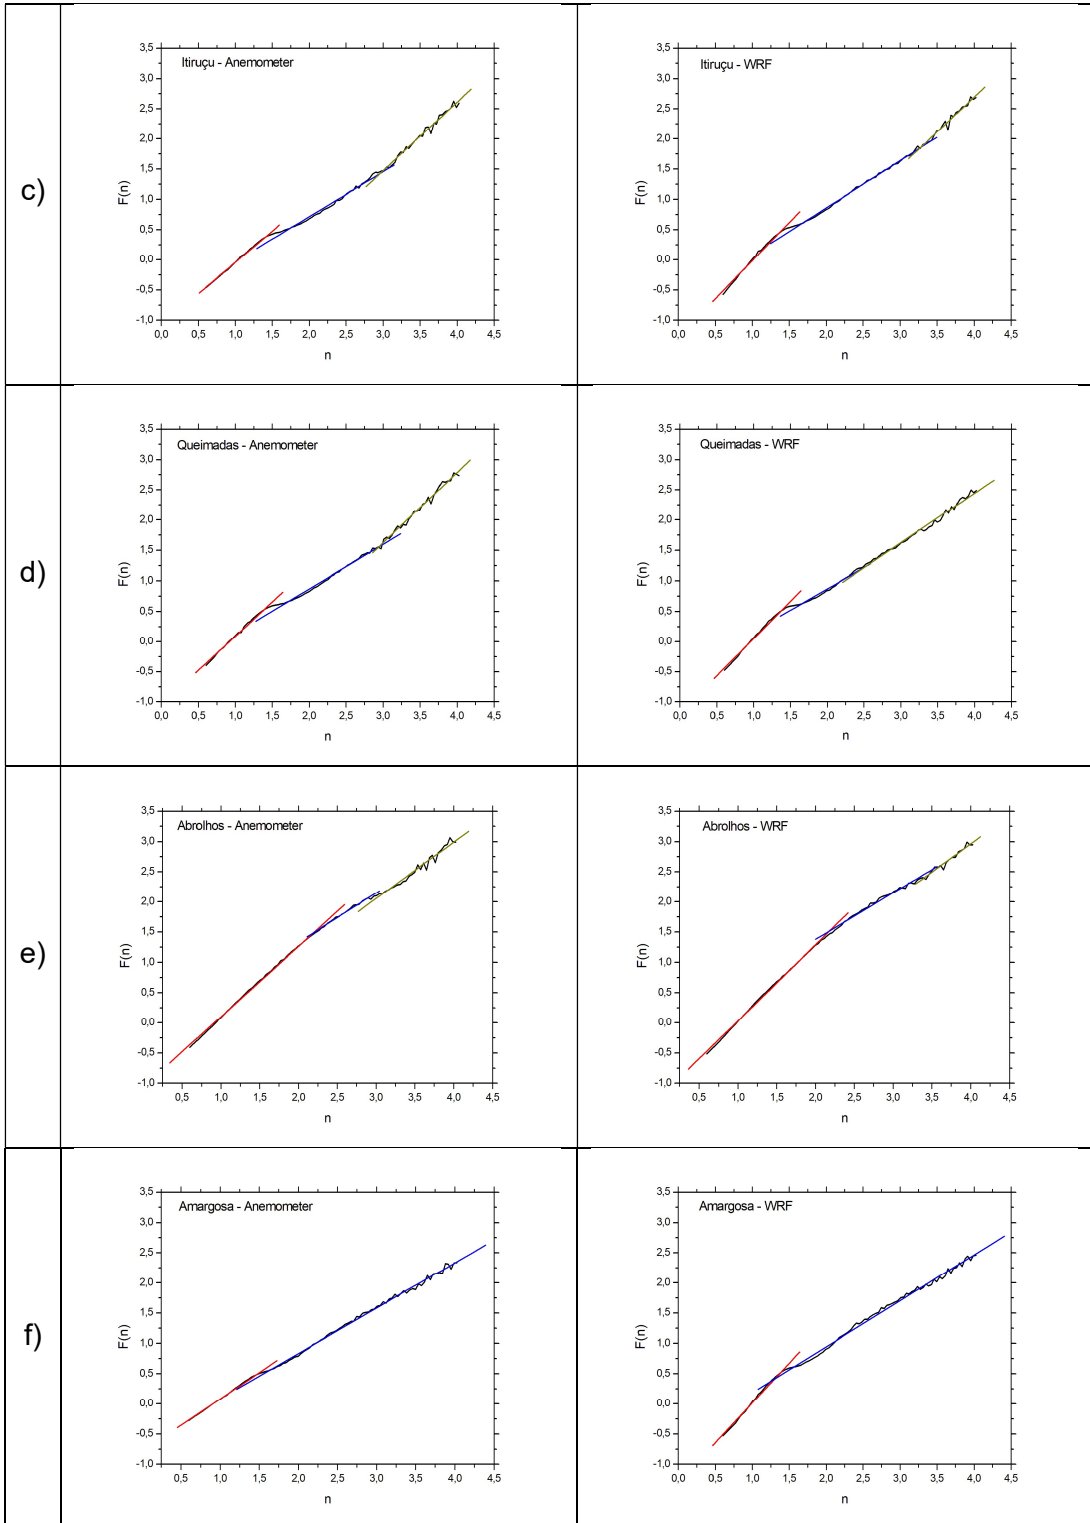 c)
Itiruçu - Anemometer
3,5
3,0
2,5
2,0
1,5
1,0
0,5
0,0
-0,5
-1,0
F(n)
0,0 0,5 1,0 1,5 2,0 2,5 3,0 3,5 4,0 4,5
n
Itiruçu - WRF
3,5
3,0
2,5
2,0
1,5
1,0
0,5
0,0
-0,5
-1,0
F(n)
0,0 0,5 1,0 1,5 2,0 2,5 3,0 3,5 4,0 4,5
n
d)
Queimadas - Anemometer
3,5
3,0
2,5
2,0
1,5
1,0
0,5
0,0
-0,5
-1,0
F(n)
0,0 0,5 1,0 1,5 2,0 2,5 3,0 3,5 4,0 4,5
n
Queimadas - WRF
3,5
3,0
2,5
2,0
1,5
1,0
0,5
0,0
-0,5
-1,0
F(n)
0,0 0,5 1,0 1,5 2,0 2,5 3,0 3,5 4,0 4,5
n
e)
Abrolhos - Anemometer
3,5
3,0
2,5
2,0
1,5
1,0
0,5
0,0
-0,5
-1,0
F(n)
0,5 1,0 1,5 2,0 2,5 3,0 3,5 4,0 4,5
n
Abrolhos - WRF
3,5
3,0
2,5
2,0
1,5
1,0
0,5
0,0
-0,5
-1,0
F(n)
0,5 1,0 1,5 2,0 2,5 3,0 3,5 4,0 4,5
n
f)
Amargosa - Anemometer
3,5
3,0
2,5
2,0
1,5
1,0
0,5
0,0
-0,5
-1,0
F(n)
0,5 1,0 1,5 2,0 2,5 3,0 3,5 4,0 4,5
n
Amargosa - WRF
3,5
3,0
2,5
2,0
1,5
1,0
0,5
0,0
-0,5
-1,0
F(n)
0,0 0,5 1,0 1,5 2,0 2,5 3,0 3,5 4,0 4,5
n